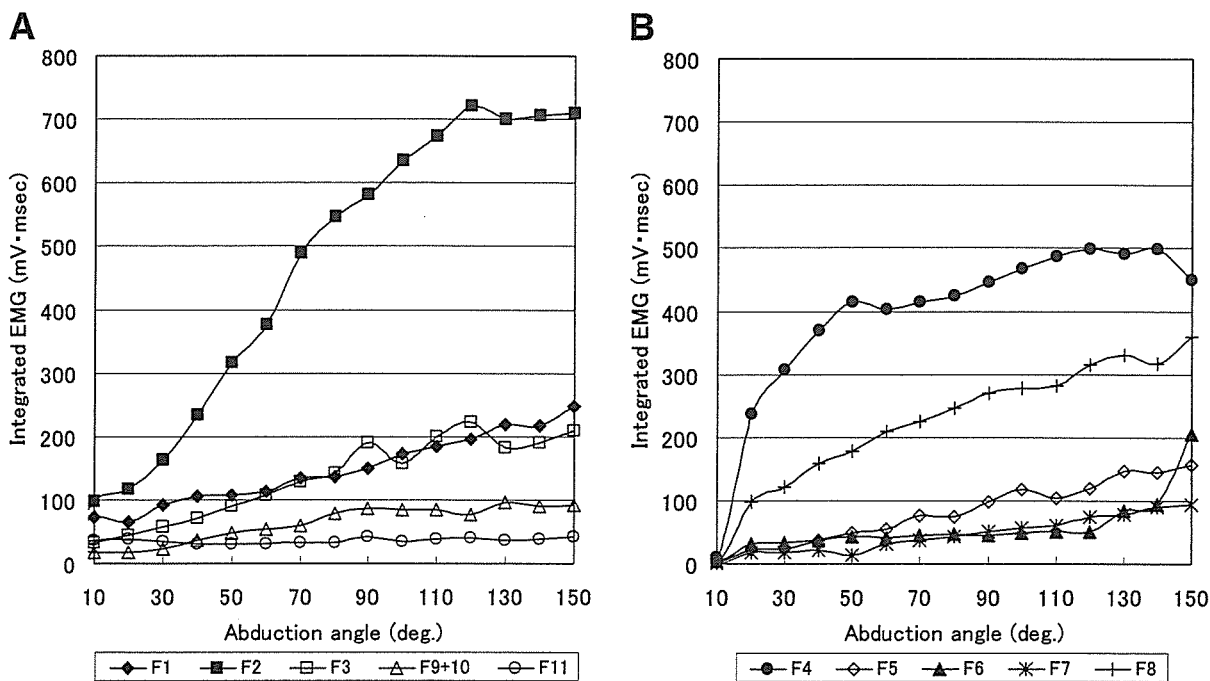 A
Integrated EMG (mV・msec)
800
700
600
500
400
300
200
100
0
10 30 50 70 90 110 130 150
Abduction angle (deg.)
F1 F2 F3 F9+10 F11
B
Integrated EMG (mV・msec)
800
700
600
500
400
300
200
100
0
10 30 50 70 90 110 130 150
Abduction angle (deg.)
F4 F5 F6 F7 F8